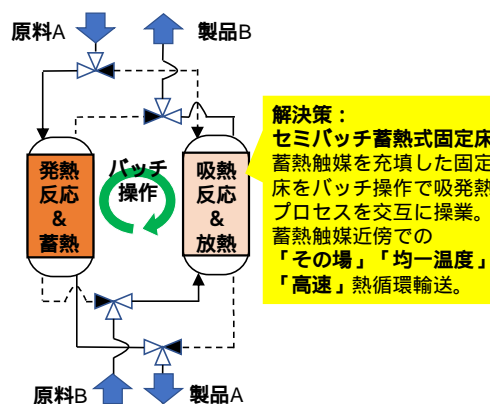 原料A
製品B
発熱
反応
&
蓄熱
バッチ
操作
吸熱
反応
&
放熱
解決策：
セミバッチ蓄熱式固定床
蓄熱触媒を充填した固定
床をバッチ操作で吸発熱
プロセスを交互に操業。
蓄熱触媒近傍での
「その場」「均一温度」
「高速」熱循環輸送。
原料B
製品A